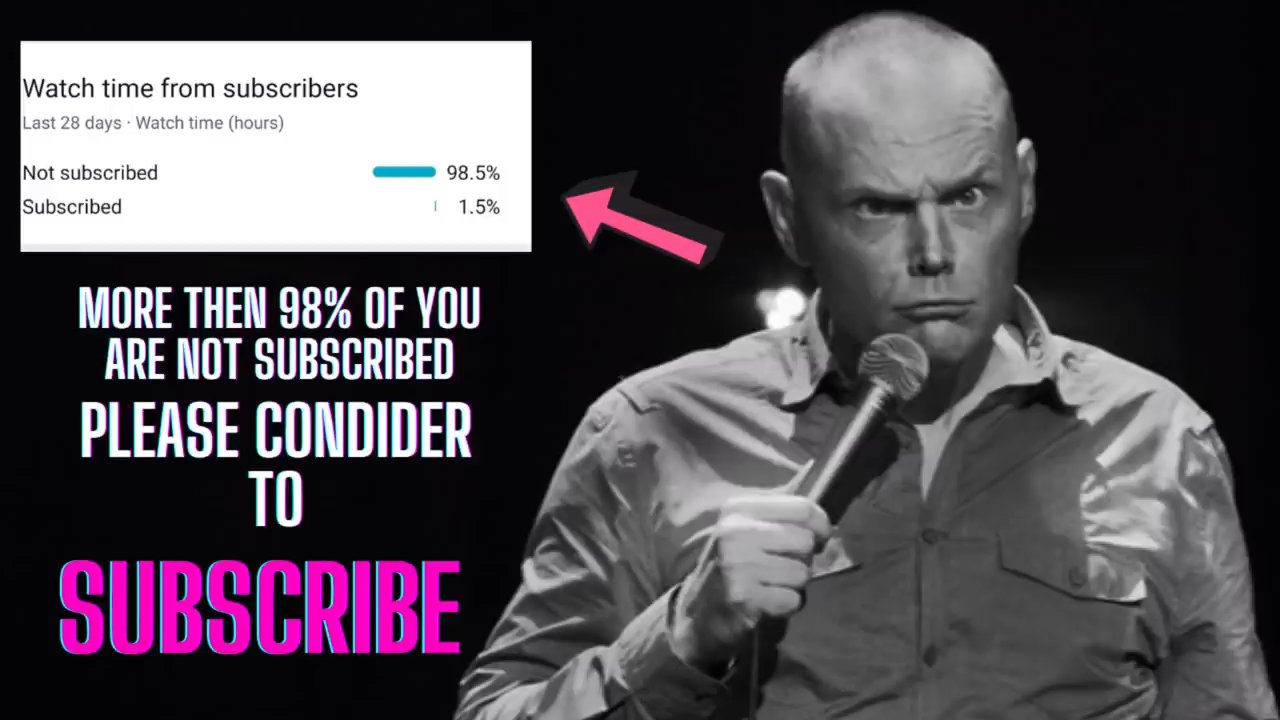 Watch time from subscribers
Last 28 days · Watch time (hours)
Not subscribed 98.5%
Subscribed 1.5%
MORE THEN 98% OF YOU
ARE NOT SUBSCRIBED
PLEASE CONDIDER
TO
SUBSCRIBE